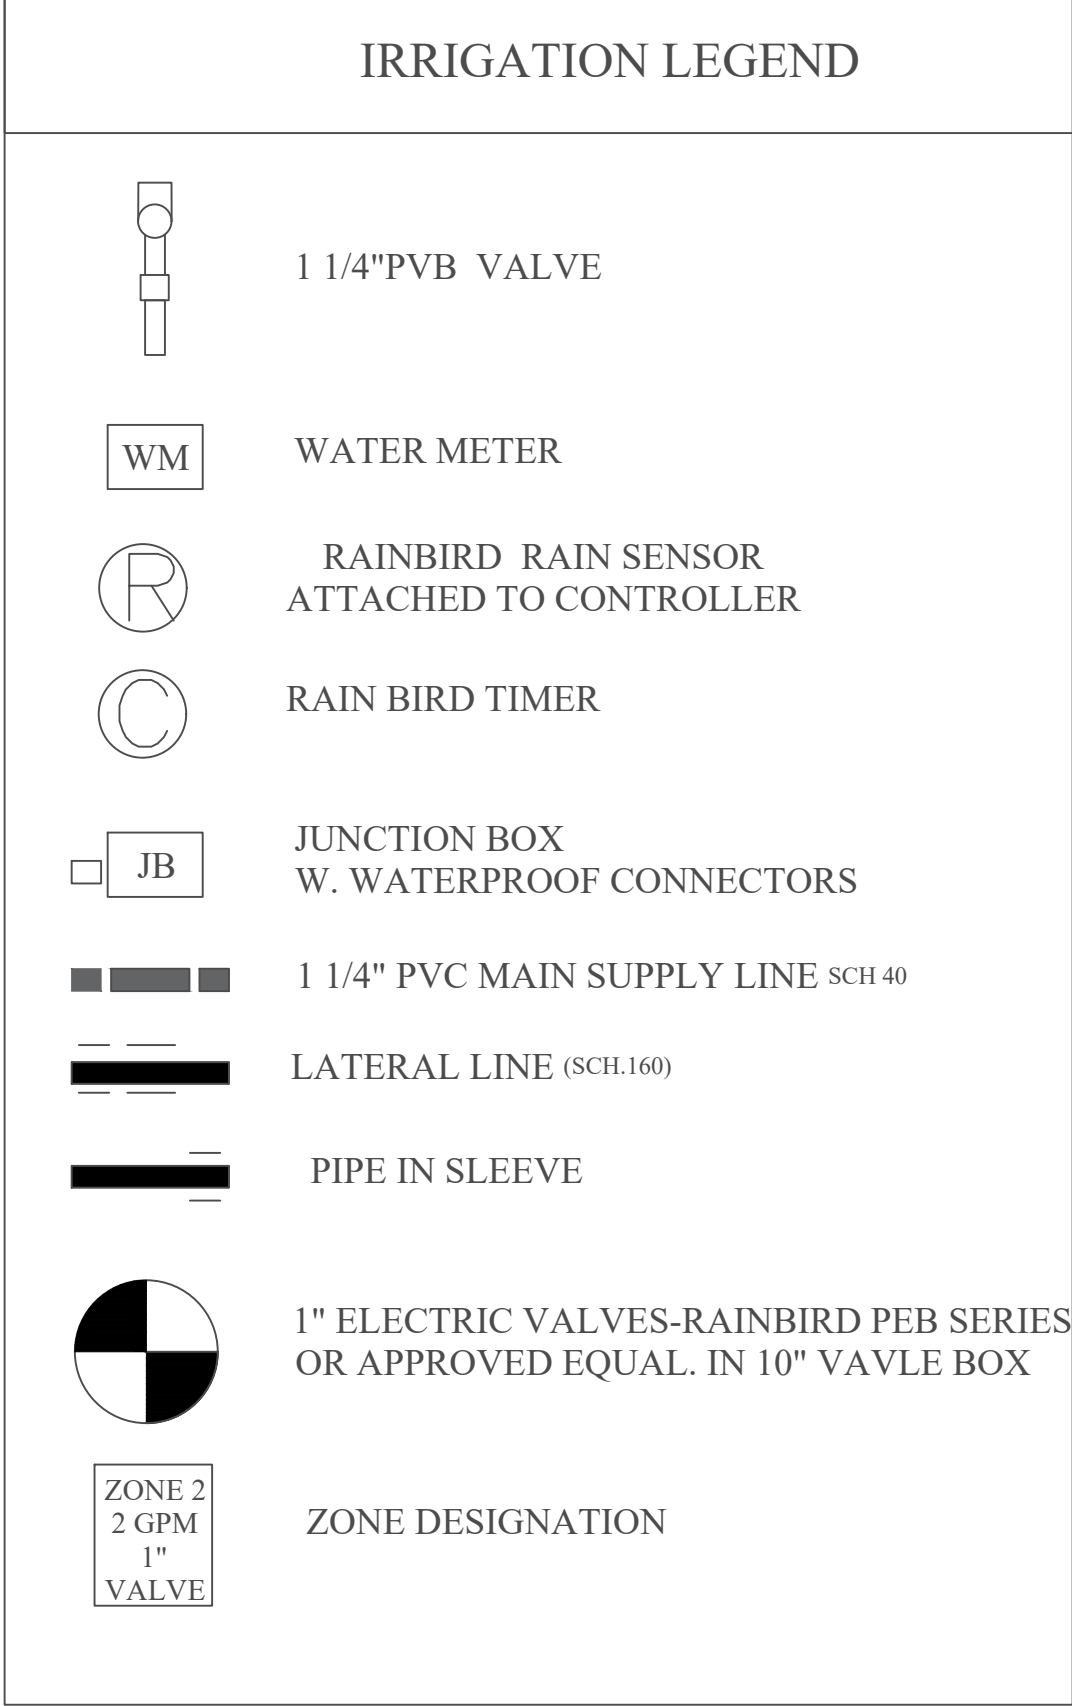 IRRIGATION LEGEND
1 1/4"PVB VALVE
WM
WATER METER
R
RAINBIRD RAIN SENSOR
ATTACHED TO CONTROLLER
C
RAIN BIRD TIMER
JB
JUNCTION BOX
W. WATERPROOF CONNECTORS
1 1/4" PVC MAIN SUPPLY LINE SCH 40
LATERAL LINE (SCH.160)
PIPE IN SLEEVE
1" ELECTRIC VALVES-RAINBIRD PEB SERIES
OR APPROVED EQUAL. IN 10" VAVLE BOX
ZONE 2
2 GPM
1"
VALVE
ZONE DESIGNATION